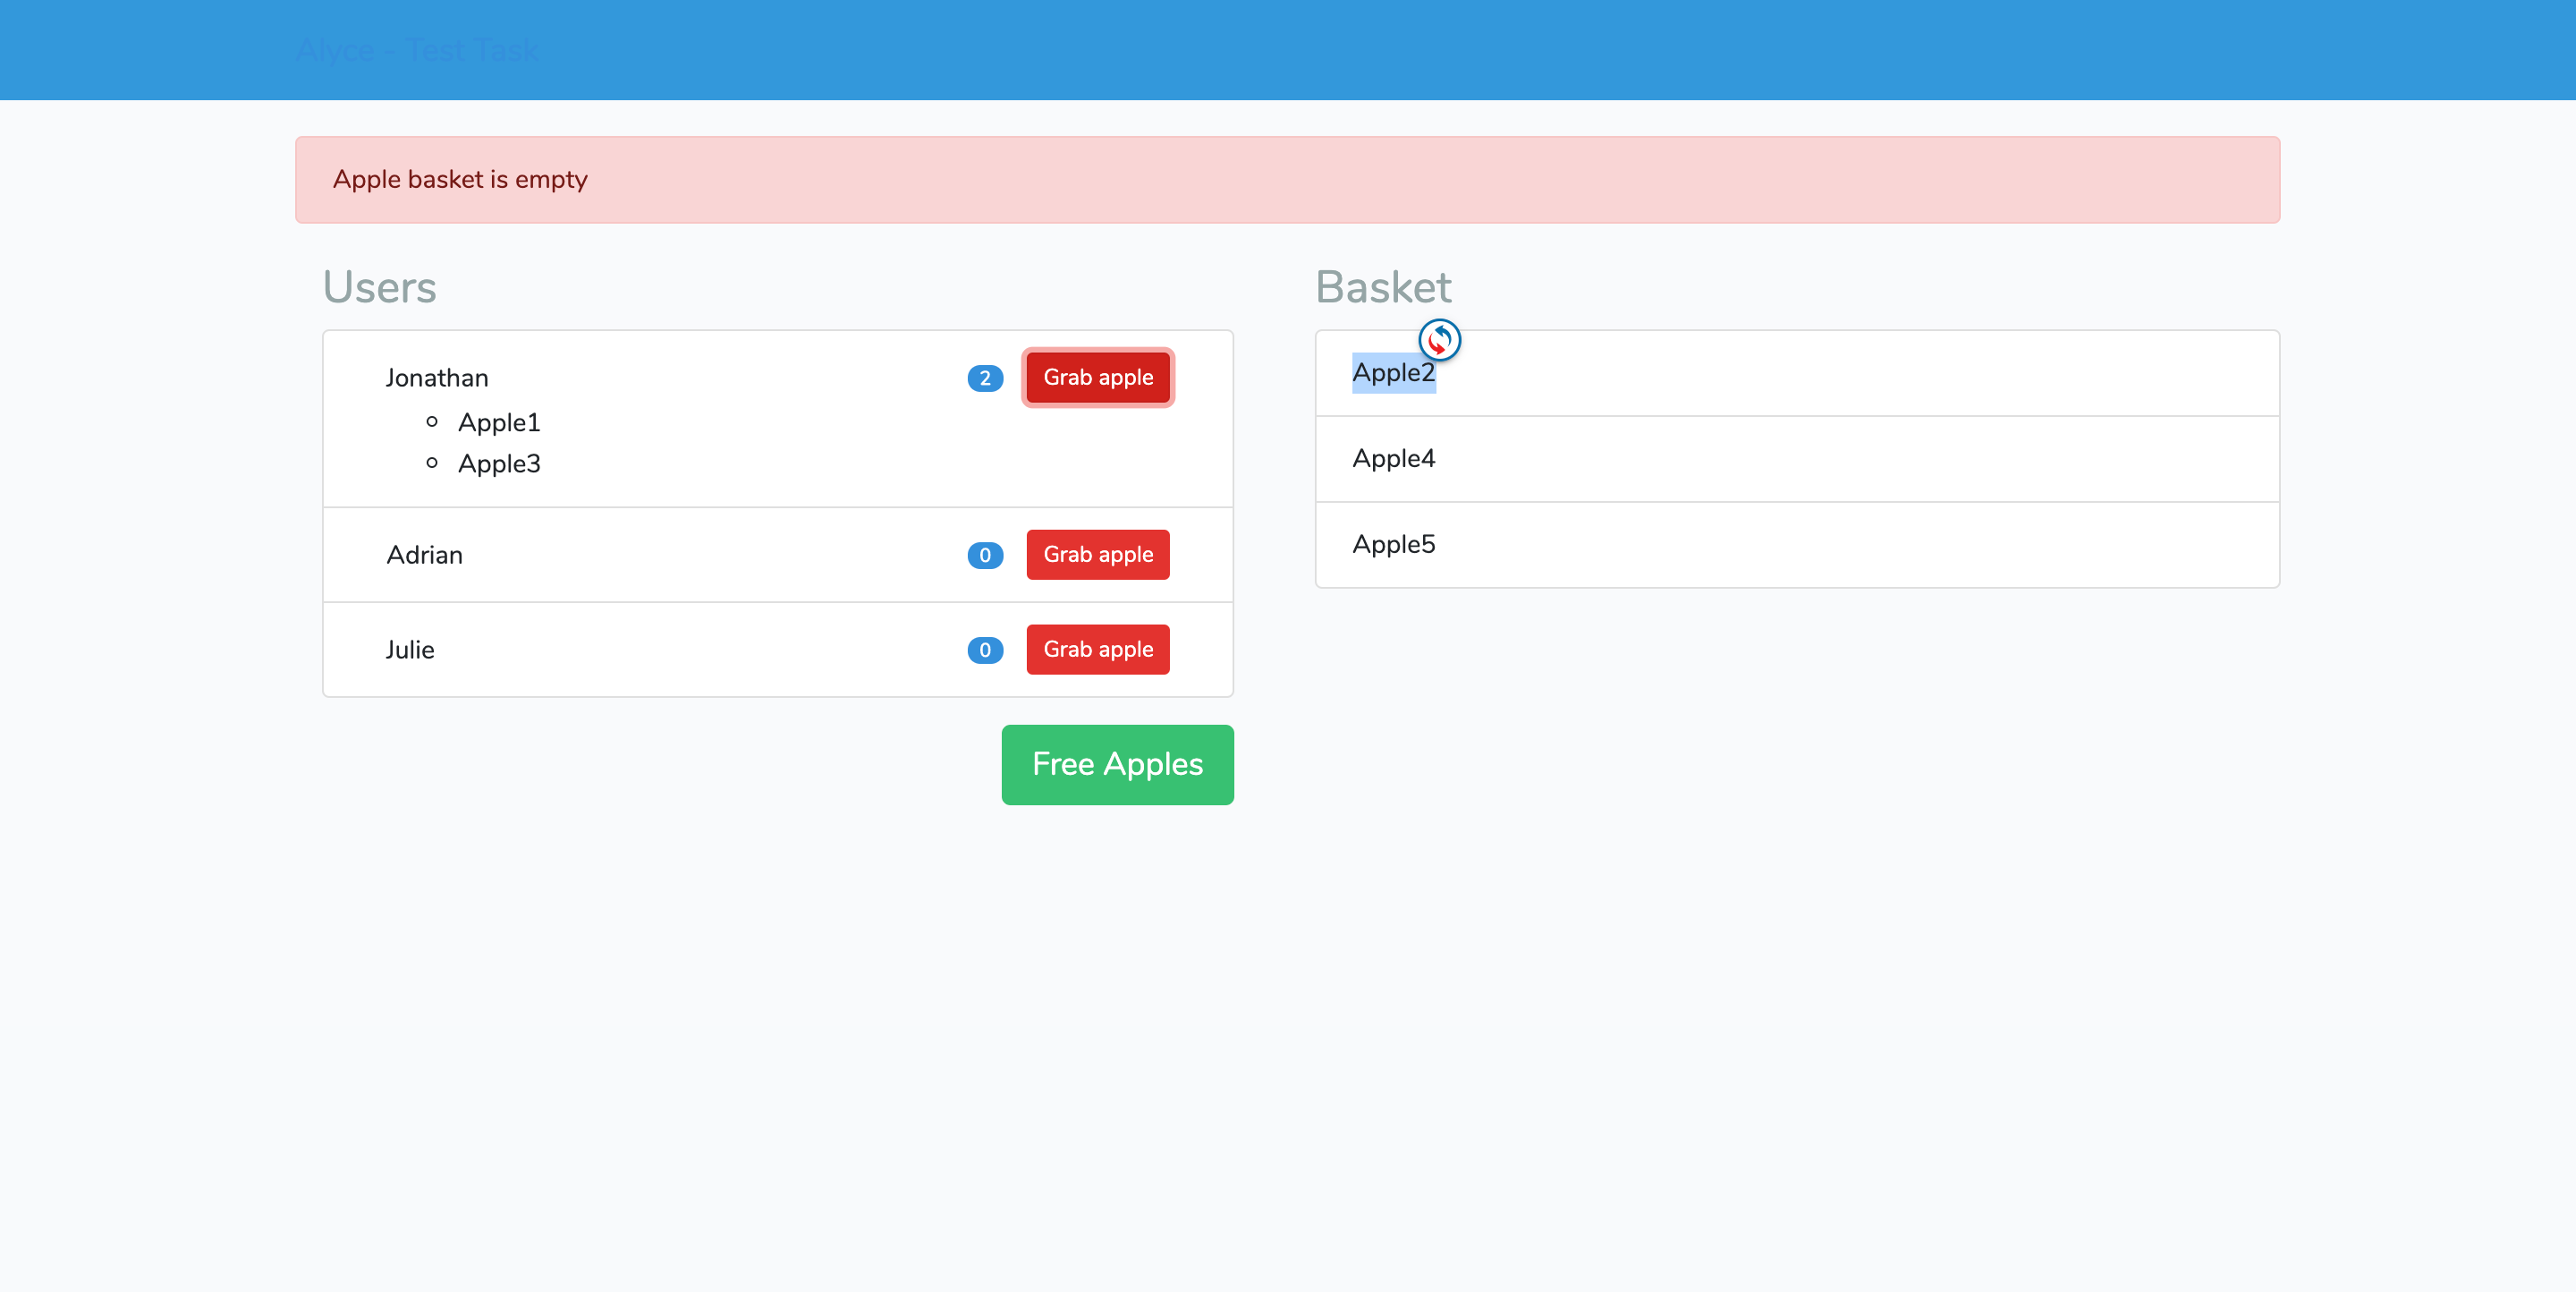 Alyce - Test Task
Apple basket is empty
Users
Jonathan 2 Grab apple
Apple1
Apple3
Adrian 0 Grab apple
Julie 0 Grab apple
Free Apples
Basket
Apple2
Apple4
Apple5